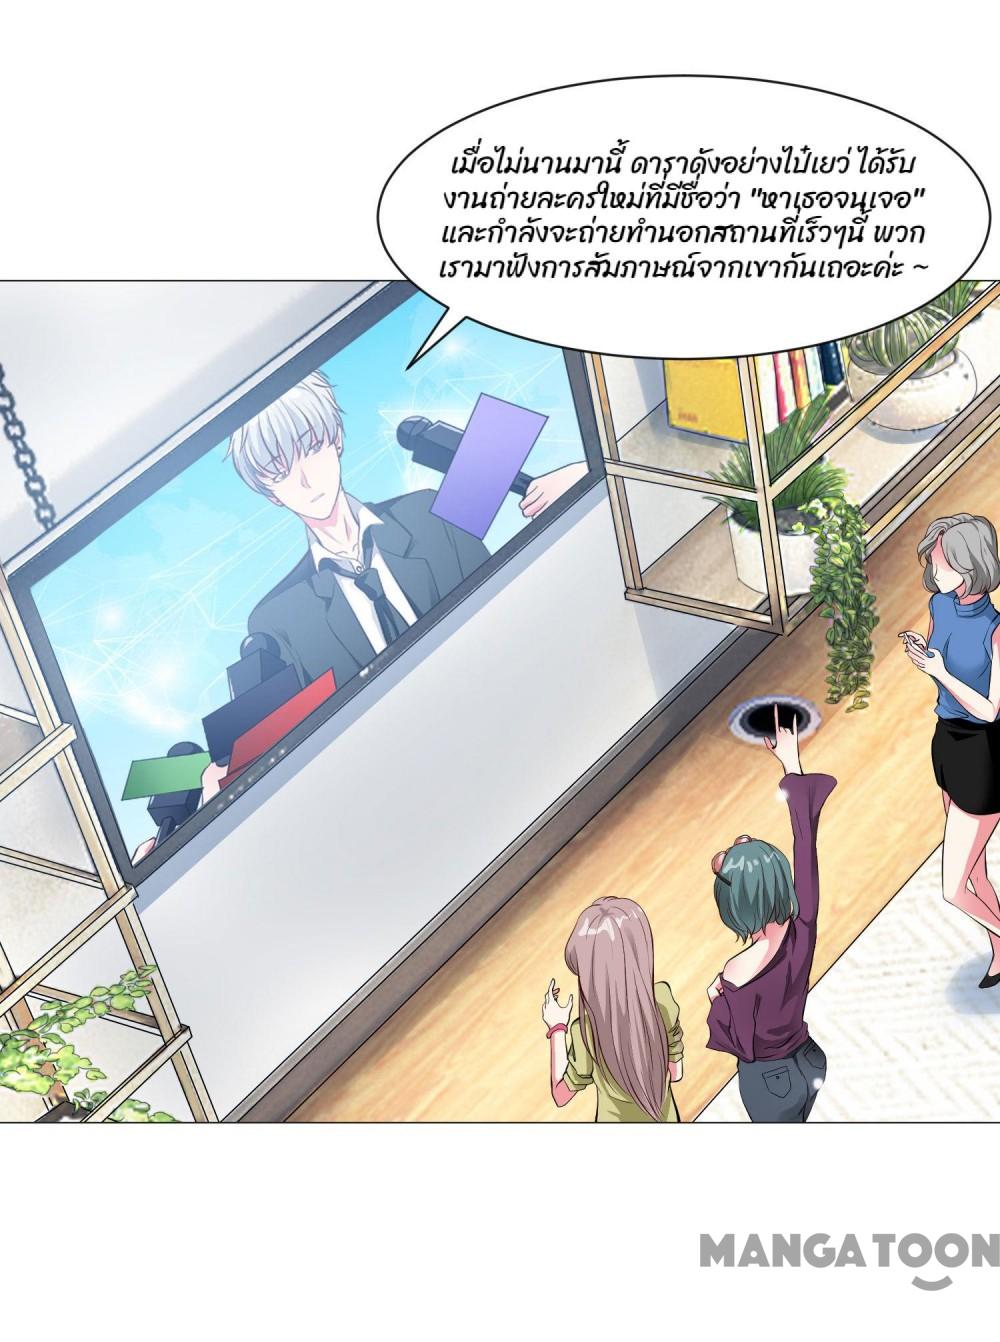 เมื่อไม่นานมานี้ ดาราดังอย่างไป๋เยว่ ได้รับ
งานถ่ายละครใหม่ที่มีชื่อว่า "หาเธอจนเจอ"
และกำลังจะถ่ายทำนอกสถานที่เร็วๆนี้ พวก
เรามาฟังการสัมภาษณ์จากเขากันเถอะค่ะ ~
MANGATOON